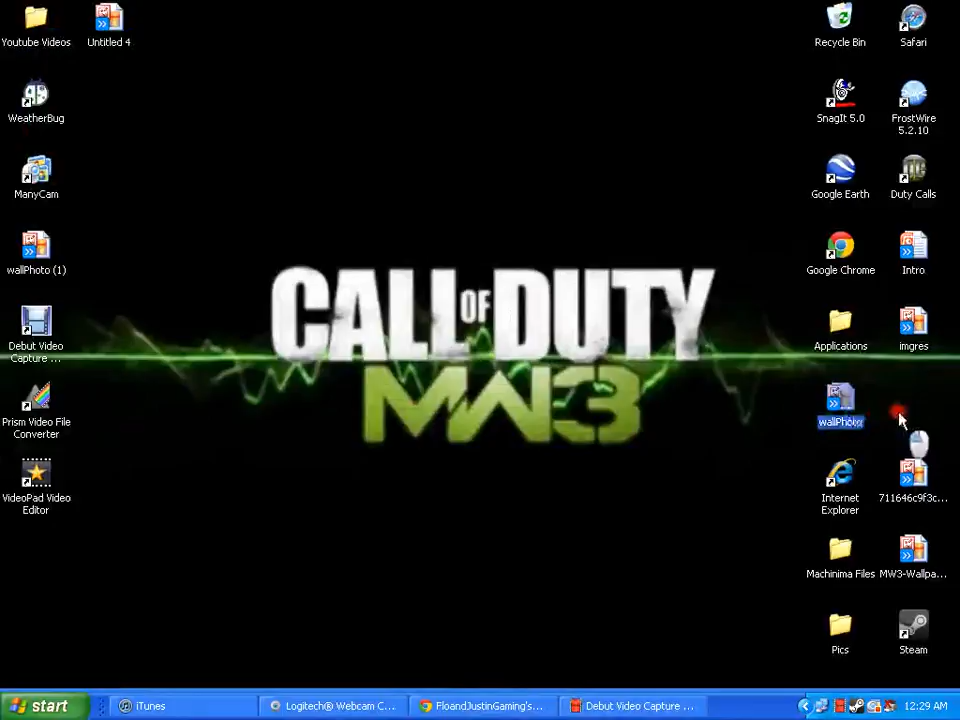 Youtube Videos
Untitled 4
Recycle Bin
Safari
WeatherBug
SnagIt 5.0
FrostWire
5.2.10
ManyCam
Google Earth
Duty Calls
wallPhoto (1)
Google Chrome
Intro
CALL OF DUTY
MW3
Debut Video
Capture ...
Applications
imgres
Prism Video File
Converter
wallPhoto
VideoPad Video
Editor
Internet
Explorer
711646c9f3c...
Machinima Files
MW3-Wallpa...
Pics
Steam
start
iTunes
Logitech® Webcam C...
FloandJustinGaming's...
Debut Video Capture ...
12:29 AM